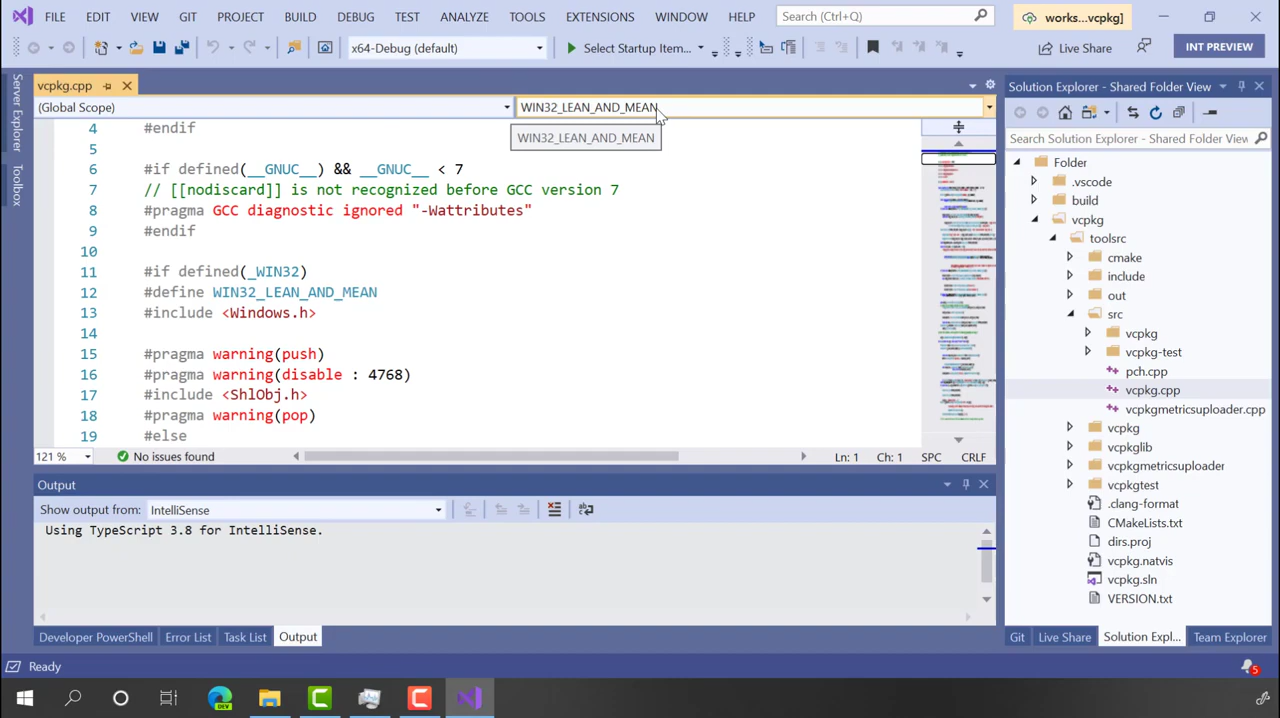 FILE EDIT VIEW GIT PROJECT BUILD DEBUG TEST ANALYZE TOOLS EXTENSIONS WINDOW HELP Search (Ctrl+Q) works...vcpkg]
x64-Debug (default) Select Startup Item... Live Share INT PREVIEW
Server Explorer
Toolbox
vcpkg.cpp
(Global Scope) WIN32_LEAN_AND_MEAN
WIN32_LEAN_AND_MEAN
4 #endif
5
6 #if defined(__GNUC__) && __GNUC__ < 7
7 // [[nodiscard]] is not recognized before GCC version 7
8 #pragma GCC diagnostic ignored "-Wattributes"
9 #endif
10
11 #if defined(_WIN32)
12 #define WIN32_LEAN_AND_MEAN
13 #include <Windows.h>
14
15 #pragma warning(push)
16 #pragma warning(disable : 4768)
17 #include <ShlObj.h>
18 #pragma warning(pop)
19 #else
121 % No issues found Ln: 1 Ch: 1 SPC CRLF
Output
Show output from: IntelliSense
Using TypeScript 3.8 for IntelliSense.
Developer PowerShell Error List Task List Output
Solution Explorer - Shared Folder View
Search Solution Explorer - Shared Folder View
Folder
.vscode
build
vcpkg
toolsrc
cmake
include
src
vcpkg-test
pch.cpp
vcpkg.cpp
vcpkgmetricsuploader.cpp
vcpkg
vcpkglib
vcpkgmetricsuploader
vcpkgtest
.clang-format
CMakeLists.txt
dirs.proj
vcpkg.natvis
vcpkg.sln
VERSION.txt
Git Live Share Solution Expl... Team Explorer
Ready 5
DEV